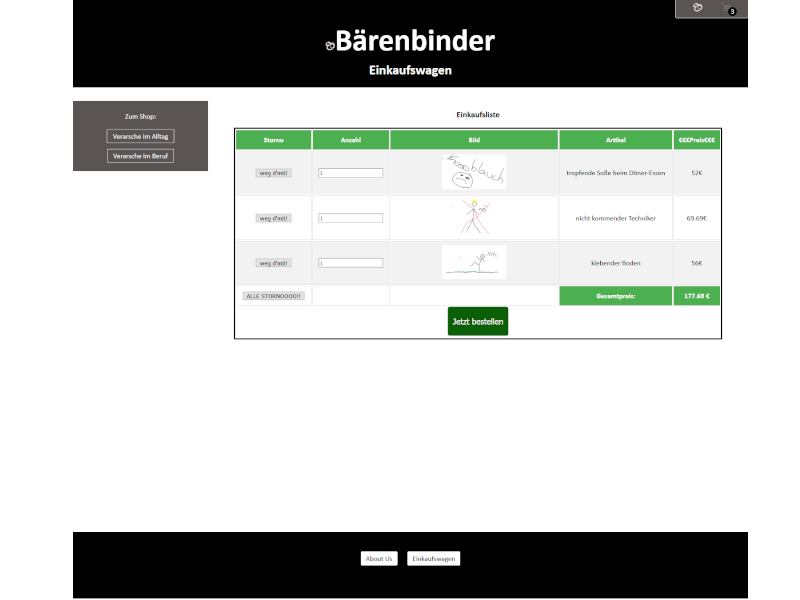 3
Bärenbinder
Einkaufswagen
Zum Shop:
Verarsche im Alltag
Verarsche im Beruf
Einkaufsliste
Storno Anzahl Bild Artikel €€€Preis€€€
weg d'mit! 1 Knoblauch tropfende Soße beim Döner-Essen 52€
weg d'mit! 1 nicht kommender Techniker 69.69€
weg d'mit! 1 klebender Boden 56€
ALLE STORNOOOO!! Gesamtpreis: 177.69 €
Jetzt bestellen
About Us Einkaufswagen